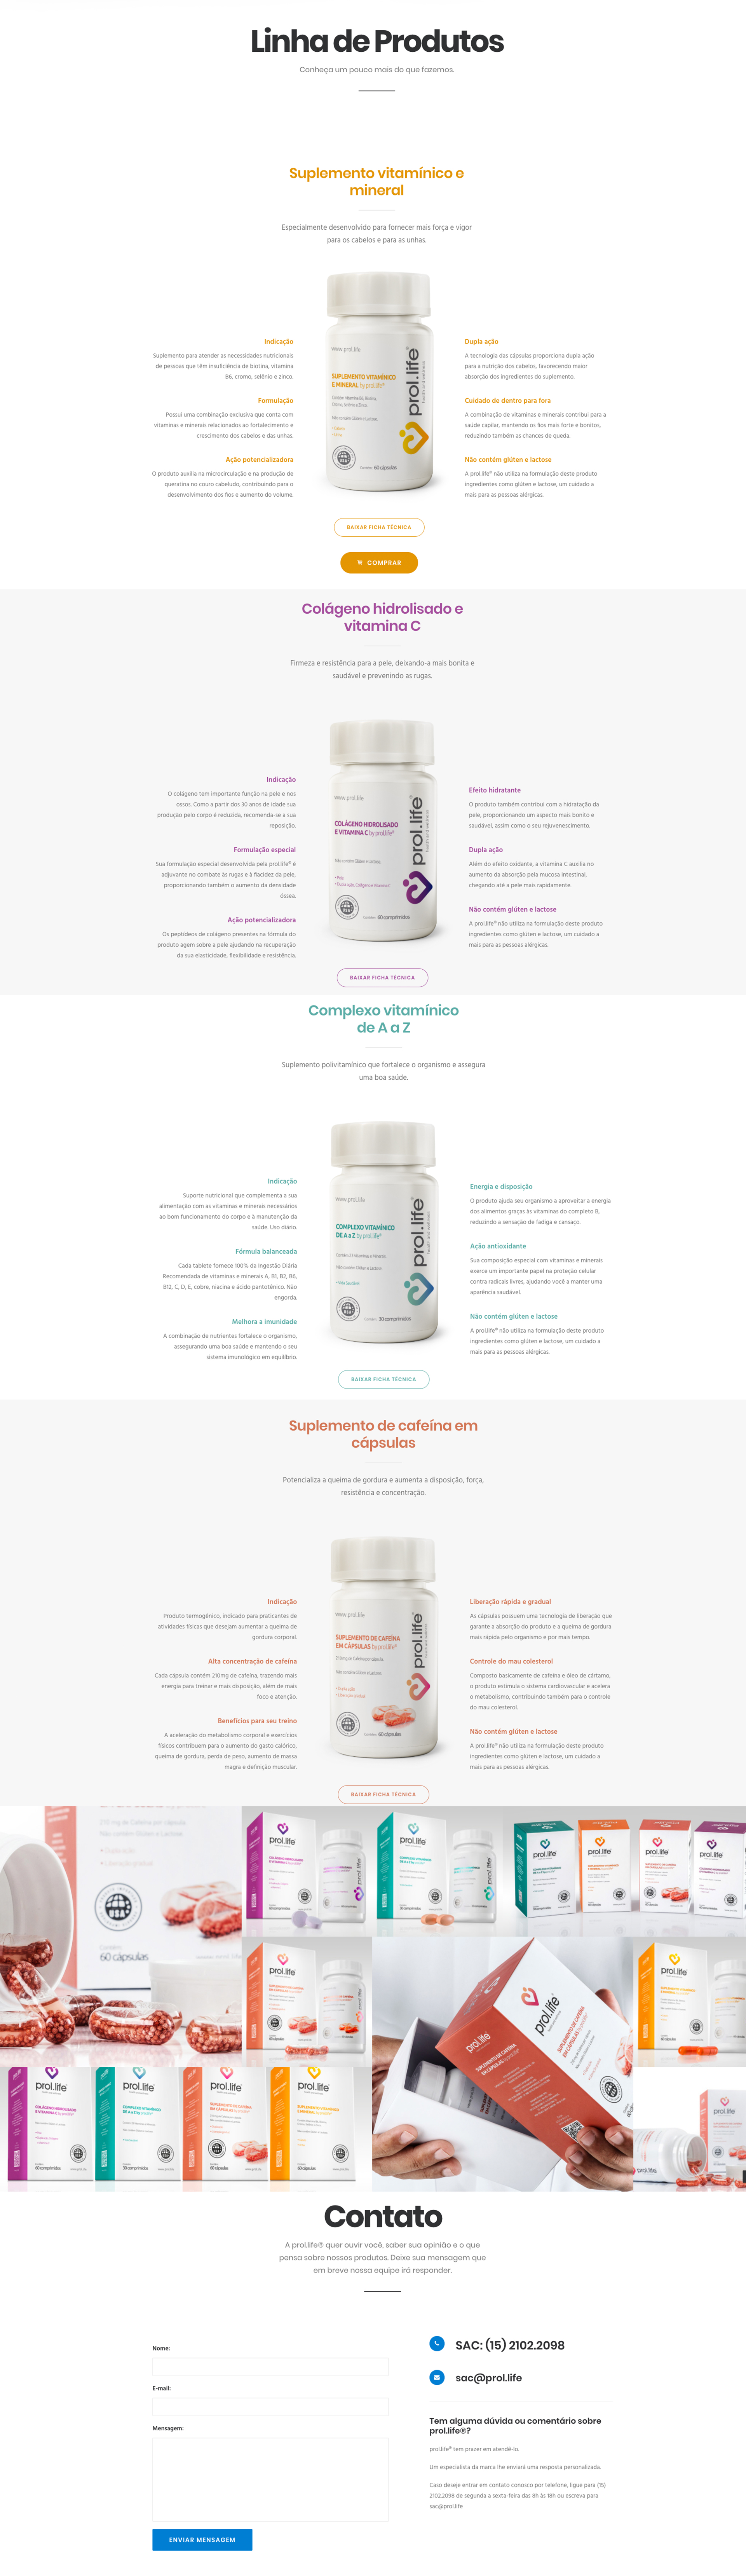 Linha de Produtos
Conheça um pouco mais do que fazemos.
Suplemento vitamínico e
mineral
Especialmente desenvolvido para fornecer mais força e vigor
para os cabelos e para as unhas.
Indicação
Suplemento para atender as necessidades nutricionais
de pessoas que têm insuficiência de biotina, vitamina
B6, cromo, selênio e zinco.
Formulação
Possui uma combinação exclusiva que conta com
vitaminas e minerais relacionados ao fortalecimento e
crescimento dos cabelos e das unhas.
Ação potencializadora
O produto auxilia na microcirculação e na produção de
queratina no couro cabeludo, contribuindo para o
desenvolvimento dos fios e aumento do volume.
www.prol.life
SUPLEMENTO VITAMÍNICO
E MINERAL by prol.life®
prol.life®
60 cápsulas
Dupla ação
A tecnologia das cápsulas proporciona dupla ação
para a nutrição dos cabelos, favorecendo maior
absorção dos ingredientes do suplemento.
Cuidado de dentro para fora
A combinação de vitaminas e minerais contribui para a
saúde capilar, mantendo os fios mais forte e bonitos,
reduzindo também as chances de queda.
Não contém glúten e lactose
A prol.life® não utiliza na formulação deste produto
ingredientes como glúten e lactose, um cuidado a
mais para as pessoas alérgicas.
BAIXAR FICHA TÉCNICA
COMPRAR
Colágeno hidrolisado e
vitamina C
Firmeza e resistência para a pele, deixando-a mais bonita e
saudável e prevenindo as rugas.
Indicação
O colágeno tem importante função na pele e nos
ossos. Como a partir dos 30 anos de idade sua
produção pelo corpo é reduzida, recomenda-se a sua
reposição.
Formulação especial
Sua formulação especial desenvolvida pela prol.life® é
adjuvante no combate às rugas e à flacidez da pele,
proporcionando também o aumento da densidade
óssea.
Ação potencializadora
Os peptídeos de colágeno presentes na fórmula do
produto agem sobre a pele ajudando na recuperação
da sua elasticidade, flexibilidade e resistência.
www.prol.life
COLÁGENO HIDROLISADO
E VITAMINA C by prol.life®
prol.life®
60 comprimidos
Efeito hidratante
O produto também contribui com a hidratação da
pele, proporcionando um aspecto mais bonito e
saudável, assim como o seu rejuvenescimento.
Dupla ação
Além do efeito oxidante, a vitamina C auxilia no
aumento da absorção pela mucosa intestinal,
chegando até a pele mais rapidamente.
Não contém glúten e lactose
A prol.life® não utiliza na formulação deste produto
ingredientes como glúten e lactose, um cuidado a
mais para as pessoas alérgicas.
BAIXAR FICHA TÉCNICA
Complexo vitamínico
de A a Z
Suplemento polivitamínico que fortalece o organismo e assegura
uma boa saúde.
Indicação
Suporte nutricional que complementa a sua
alimentação com as vitaminas e minerais necessários
ao bom funcionamento do corpo e à manutenção da
saúde. Uso diário.
Fórmula balanceada
Cada tablete fornece 100% da Ingestão Diária
Recomendada de vitaminas e minerais A, B1, B2, B6,
B12, C, D, E, cobre, niacina e ácido pantotênico. Não
engorda.
Melhora a imunidade
A combinação de nutrientes fortalece o organismo,
assegurando uma boa saúde e mantendo o seu
sistema imunológico em equilíbrio.
www.prol.life
COMPLEXO VITAMÍNICO
DE A a Z by prol.life®
prol.life®
30 comprimidos
Energia e disposição
O produto ajuda seu organismo a aproveitar a energia
dos alimentos graças às vitaminas do completo B,
reduzindo a sensação de fadiga e cansaço.
Ação antioxidante
Sua composição especial com vitaminas e minerais
exerce um importante papel na proteção celular
contra radicais livres, ajudando você a manter uma
aparência saudável.
Não contém glúten e lactose
A prol.life® não utiliza na formulação deste produto
ingredientes como glúten e lactose, um cuidado a
mais para as pessoas alérgicas.
BAIXAR FICHA TÉCNICA
Suplemento de cafeína em
cápsulas
Potencializa a queima de gordura e aumenta a disposição, força,
resistência e concentração.
Indicação
Produto termogênico, indicado para praticantes de
atividades físicas que desejam aumentar a queima de
gordura corporal.
Alta concentração de cafeína
Cada cápsula contém 210mg de cafeína, trazendo mais
energia para treinar e mais disposição, além de mais
foco e atenção.
Benefícios para seu treino
A aceleração do metabolismo corporal e exercícios
físicos contribuem para o aumento do gasto calórico,
queima de gordura, perda de peso, aumento de massa
magra e definição muscular.
www.prol.life
SUPLEMENTO DE CAFEÍNA
EM CÁPSULAS by prol.life®
prol.life®
60 cápsulas
Liberação rápida e gradual
As cápsulas possuem uma tecnologia de liberação que
garante a absorção do produto e a queima de gordura
mais rápida pelo organismo e por mais tempo.
Controle do mau colesterol
Composto basicamente de cafeína e óleo de cártamo,
o produto estimula o sistema cardiovascular e acelera
o metabolismo, contribuindo também para o controle
do mau colesterol.
Não contém glúten e lactose
A prol.life® não utiliza na formulação deste produto
ingredientes como glúten e lactose, um cuidado a
mais para as pessoas alérgicas.
BAIXAR FICHA TÉCNICA
60 cápsulas
prol.life
prol.life
prol.life
prol.life
prol.life
prol.life
prol.life
prol.life
prol.life
prol.life
prol.life
prol.life
prol.life
prol.life
Contato
A prol.life® quer ouvir você, saber sua opinião e o que
pensa sobre nossos produtos. Deixe sua mensagem que
em breve nossa equipe irá responder.
Nome:
E-mail:
Mensagem:
ENVIAR MENSAGEM
SAC: (15) 2102.2098
sac@prol.life
Tem alguma dúvida ou comentário sobre
prol.life®?
prol.life® tem prazer em atendê-lo.
Um especialista da marca lhe enviará uma resposta personalizada.
Caso deseje entrar em contato conosco por telefone, ligue para (15)
2102.2098 de segunda a sexta-feira das 8h às 18h ou escreva para
sac@prol.life